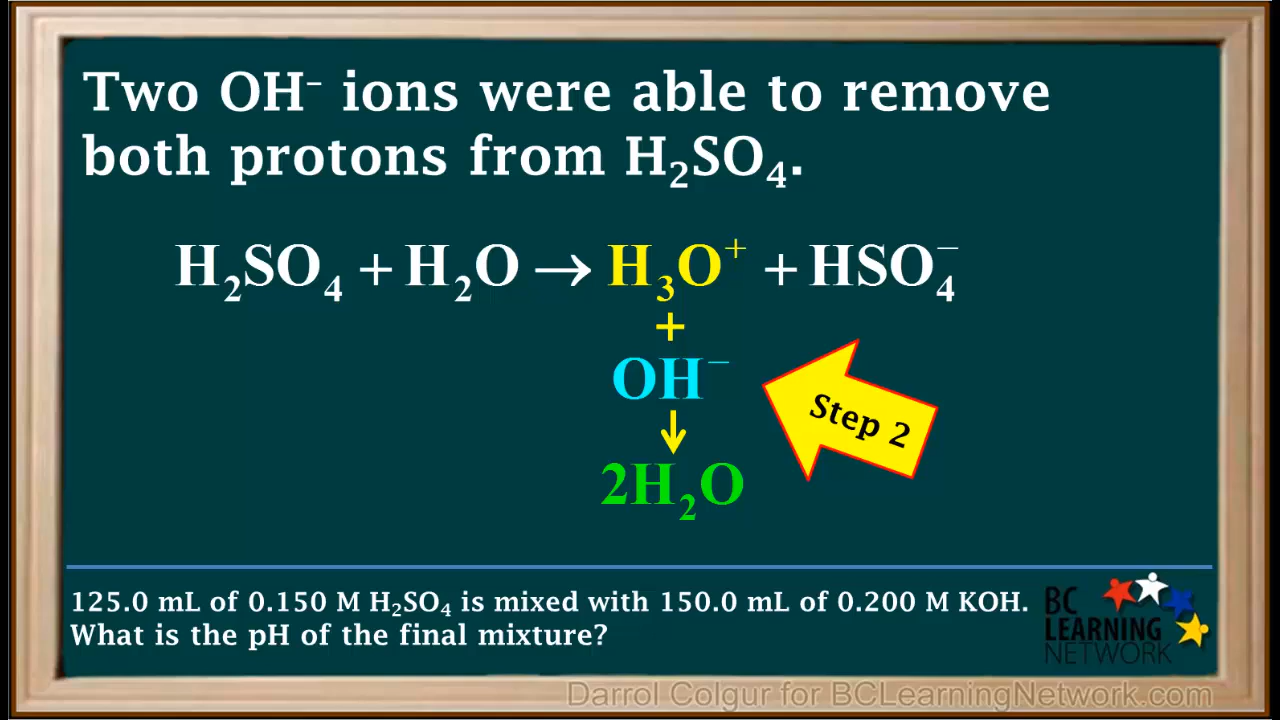 Two OH⁻ ions were able to remove
both protons from H₂SO₄.
H₂SO₄ + H₂O → H₃O⁺ + HSO₄⁻
+
OH⁻
↓
Step 2
2H₂O
125.0 mL of 0.150 M H₂SO₄ is mixed with 150.0 mL of 0.200 M KOH.
What is the pH of the final mixture?
BC
LEARNING
NETWORK
Darrol Colgur for BCLearningNetwork.com